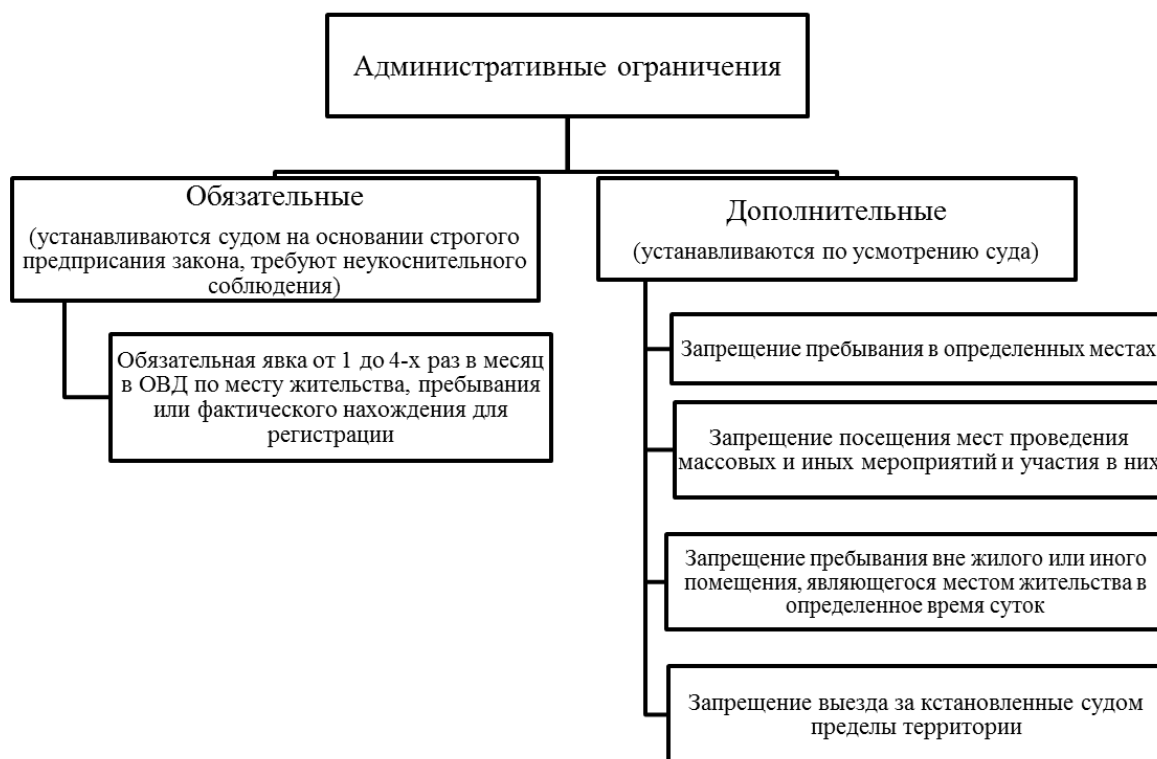 Административные ограничения
Обязательные
(устанавливаются судом на основании строгого
предприсания закона, требуют неукоснительного
соблюдения)
Обязательная явка от 1 до 4-х раз в месяц
в ОВД по месту жительства, пребывания
или фактического нахождения для
регистрации
Дополнительные
(устанавливаются по усмотрению суда)
Запрещение пребывания в определенных местах
Запрещение посещения мест проведения
массовых и иных мероприятий и участия в них
Запрещение пребывания вне жилого или иного
помещения, являющегося местом жительства в
определенное время суток
Запрещение выезда за кстановленные судом
пределы территории